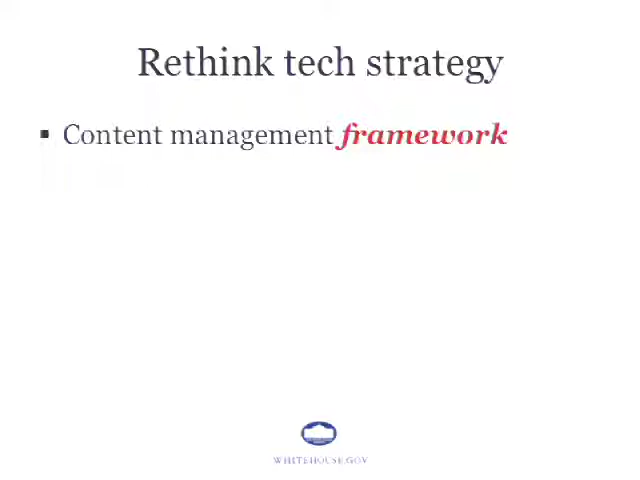 Rethink tech strategy
▪ Content management framework
WHITEHOUSE.GOV